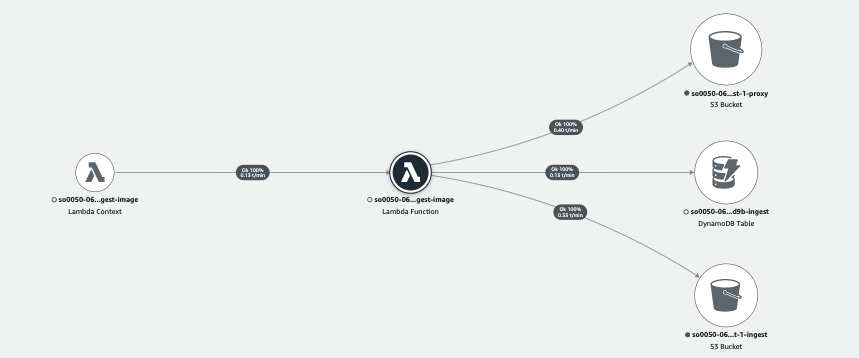 so0050-06...st-1-proxy
S3 Bucket
Ok 100%
0.40 t/min
Ok 100%
0.13 t/min
Ok 100%
0.13 t/min
so0050-06...gest-image
Lambda Context
so0050-06...gest-image
Lambda Function
so0050-06...d9b-ingest
DynamoDB Table
Ok 100%
0.53 t/min
so0050-06...t-1-ingest
S3 Bucket